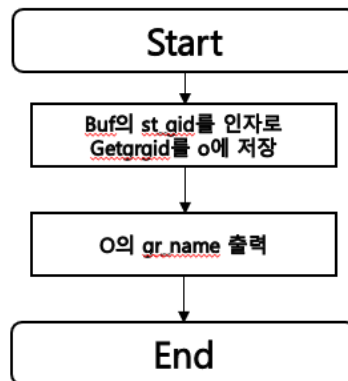 Start
Buf의 st_gid를 인자로
Getgrgid를 o에 저장
O의 gr_name 출력
End